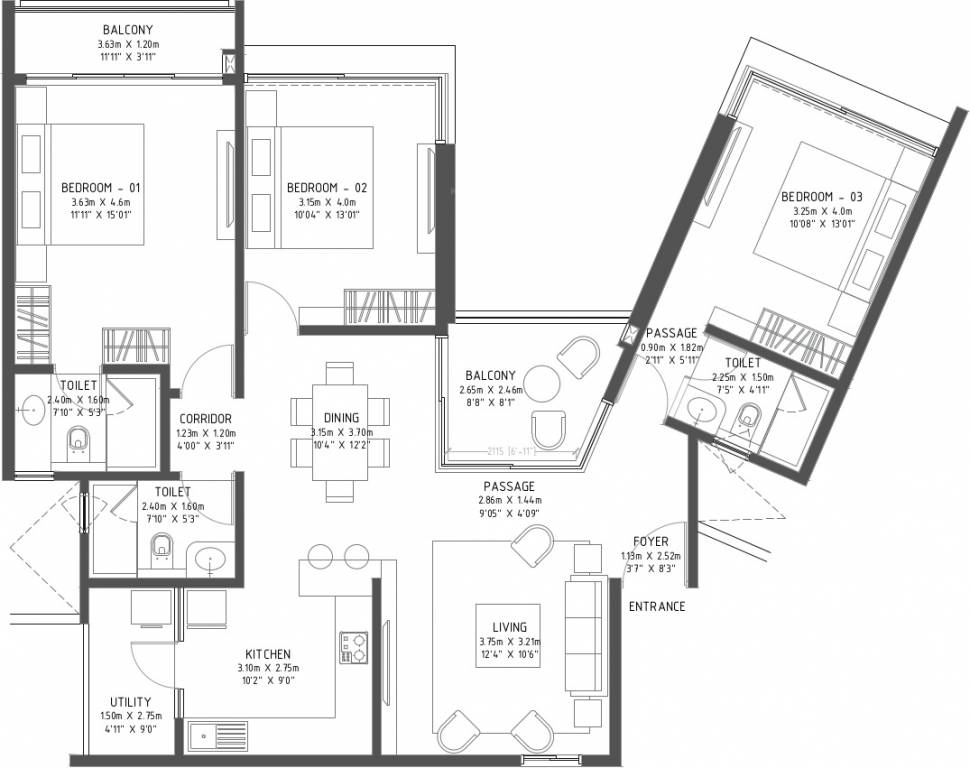 BALCONY
3.63m X 1.20m
11'11" X 3'11"
BEDROOM - 01
3.63m X 4.6m
11'11" X 15'01"
BEDROOM - 02
3.15m X 4.0m
10'04" X 13'01"
BEDROOM - 03
3.25m X 4.0m
10'08" X 13'01"
PASSAGE
0.90m X 1.82m
2'11" X 5'11"
TOILET
2.25m X 1.50m
7'5" X 4'11"
BALCONY
2.65m X 2.46m
8'8" X 8'1"
2115 [6'-11"]
TOILET
2.40m X 1.60m
7'10" X 5'3"
CORRIDOR
1.23m X 1.20m
4'00" X 3'11"
DINING
3.15m X 3.70m
10'4" X 12'2"
TOILET
2.40m X 1.60m
7'10" X 5'3"
PASSAGE
2.86m X 1.44m
9'05" X 4'09"
FOYER
1.13m X 2.52m
3'7" X 8'3"
ENTRANCE
LIVING
3.75m X 3.21m
12'4" X 10'6"
KITCHEN
3.10m X 2.75m
10'2" X 9'0"
UTILITY
1.50m X 2.75m
4'11" X 9'0"